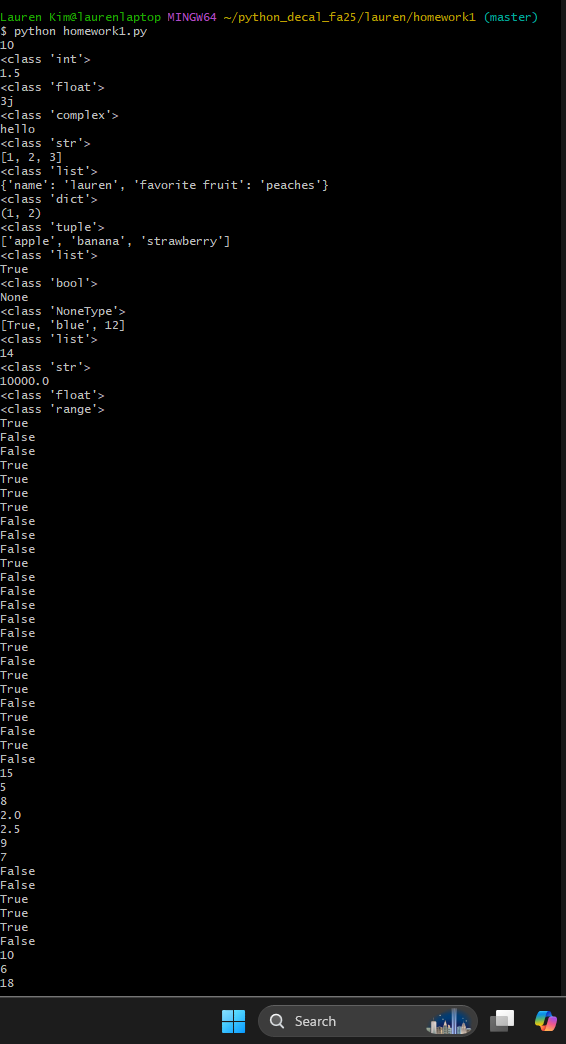 Lauren Kim@laurenlaptop MINGW64 ~/python_decal_fa25/lauren/homework1 (master)
$ python homework1.py
10
<class 'int'>
1.5
<class 'float'>
3j
<class 'complex'>
hello
<class 'str'>
[1, 2, 3]
<class 'list'>
{'name': 'lauren', 'favorite fruit': 'peaches'}
<class 'dict'>
(1, 2)
<class 'tuple'>
['apple', 'banana', 'strawberry']
<class 'list'>
True
<class 'bool'>
None
<class 'NoneType'>
[True, 'blue', 12]
<class 'list'>
14
<class 'str'>
10000.0
<class 'float'>
<class 'range'>
True
False
False
True
True
True
True
False
False
False
True
False
False
False
False
False
True
False
True
True
False
True
False
True
False
15
5
8
2.0
2.5
9
7
False
False
True
True
True
False
10
6
18
Search